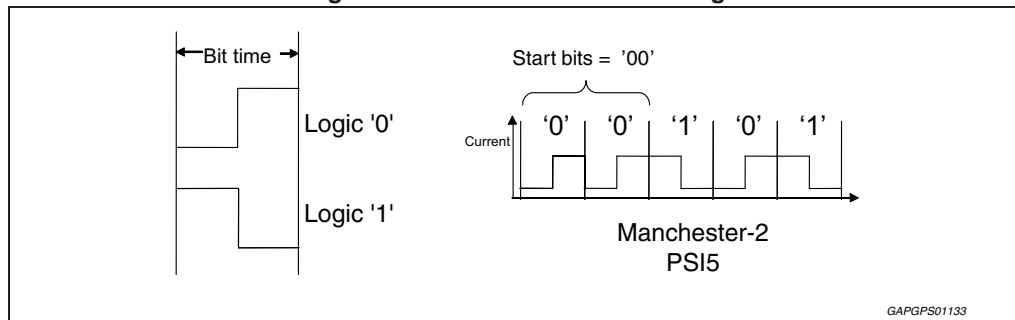 Bit time
Logic '0'
Logic '1'
Start bits = '00'
'0' '0' '1' '0' '1'
Current
Manchester-2
PSI5
GAPGPS01133